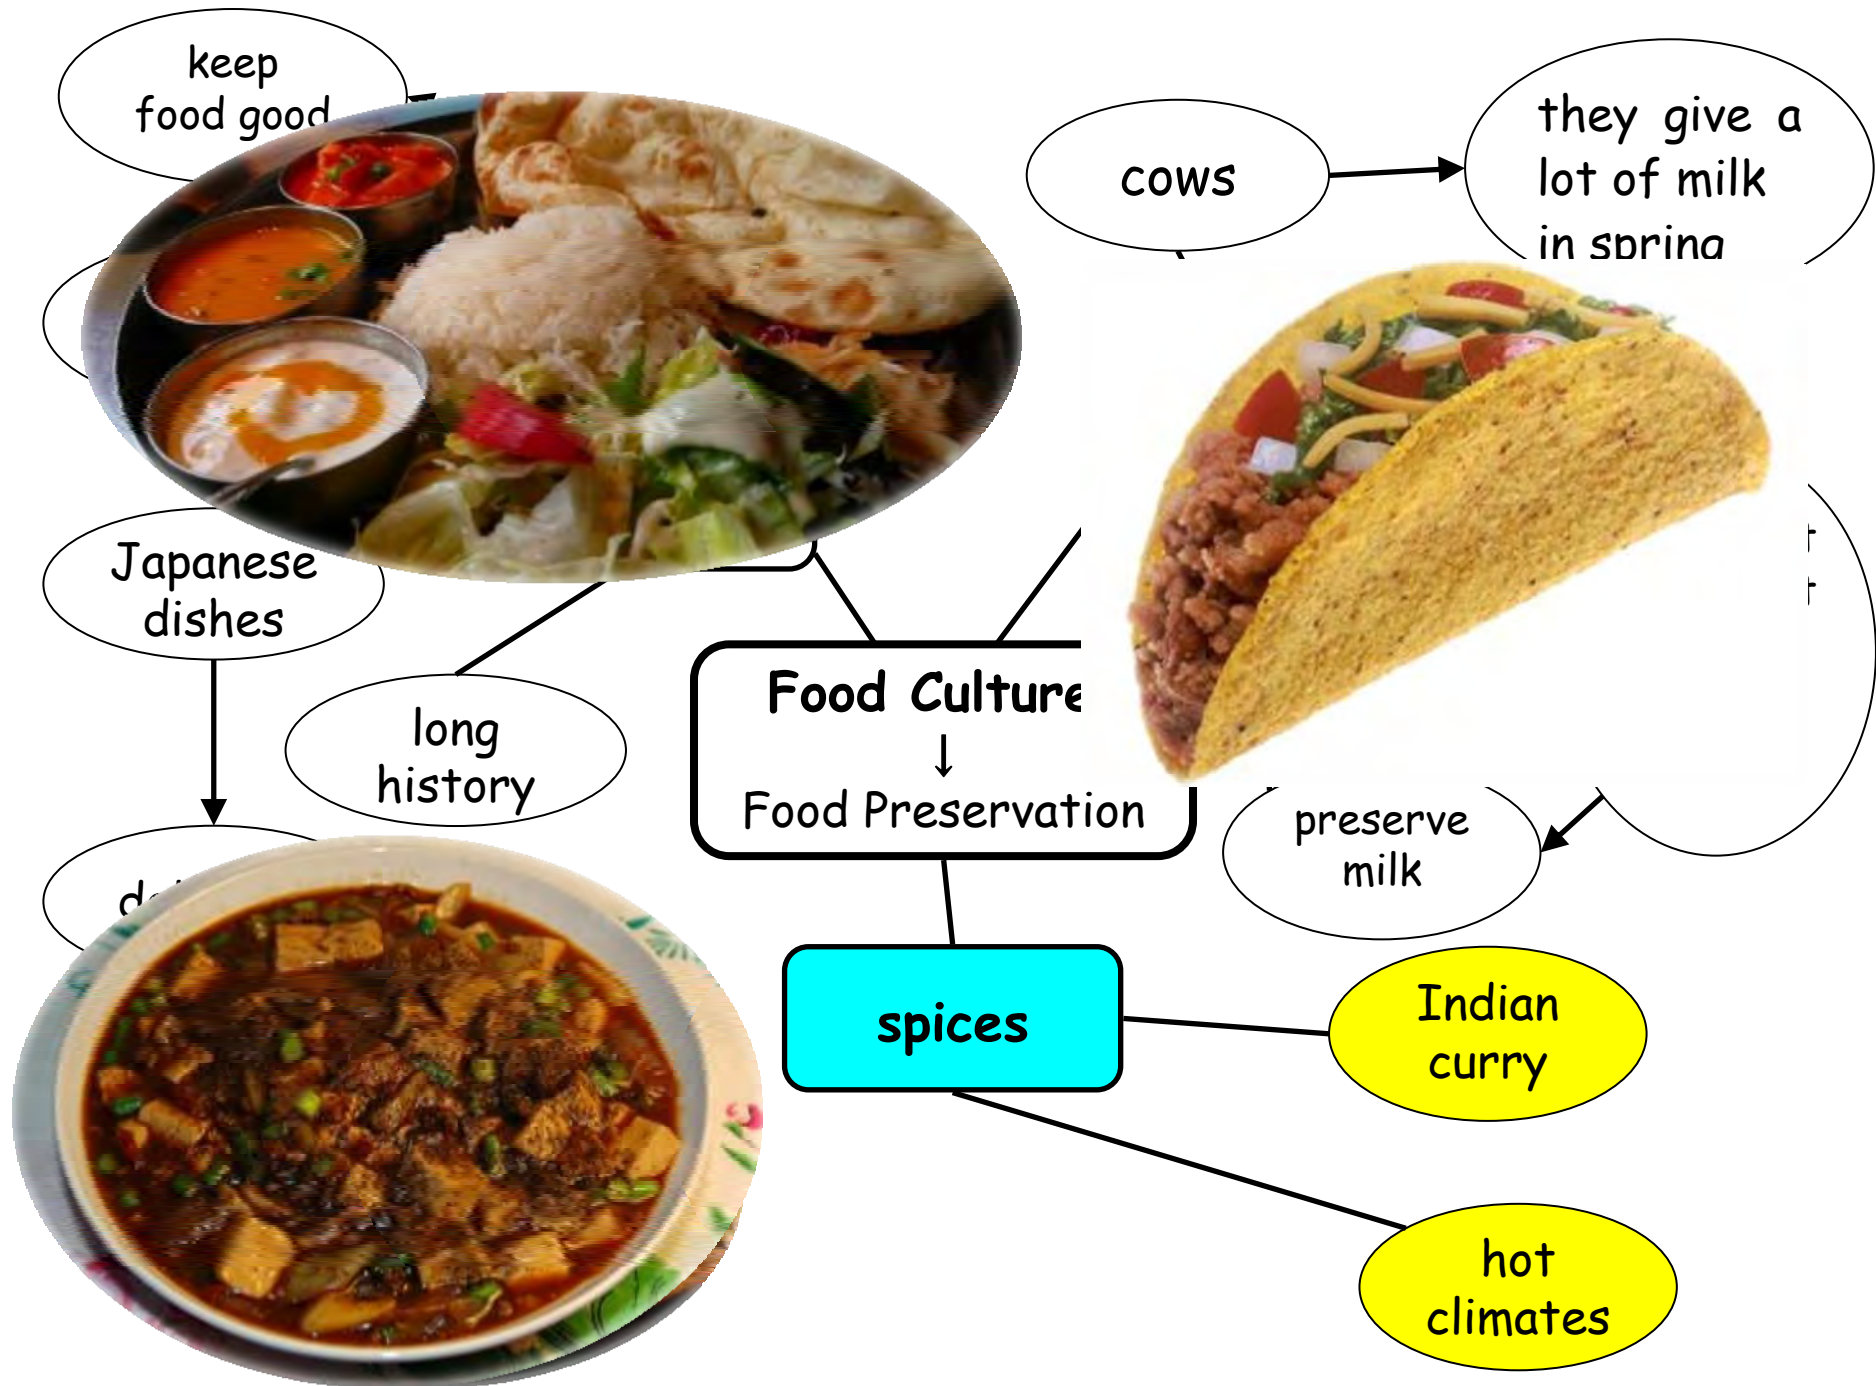 keep
food good
cows
they give a
lot of milk
in spring
Japanese
dishes
long
history
Food Culture
↓
Food Preservation
preserve
milk
spices
Indian
curry
hot
climates